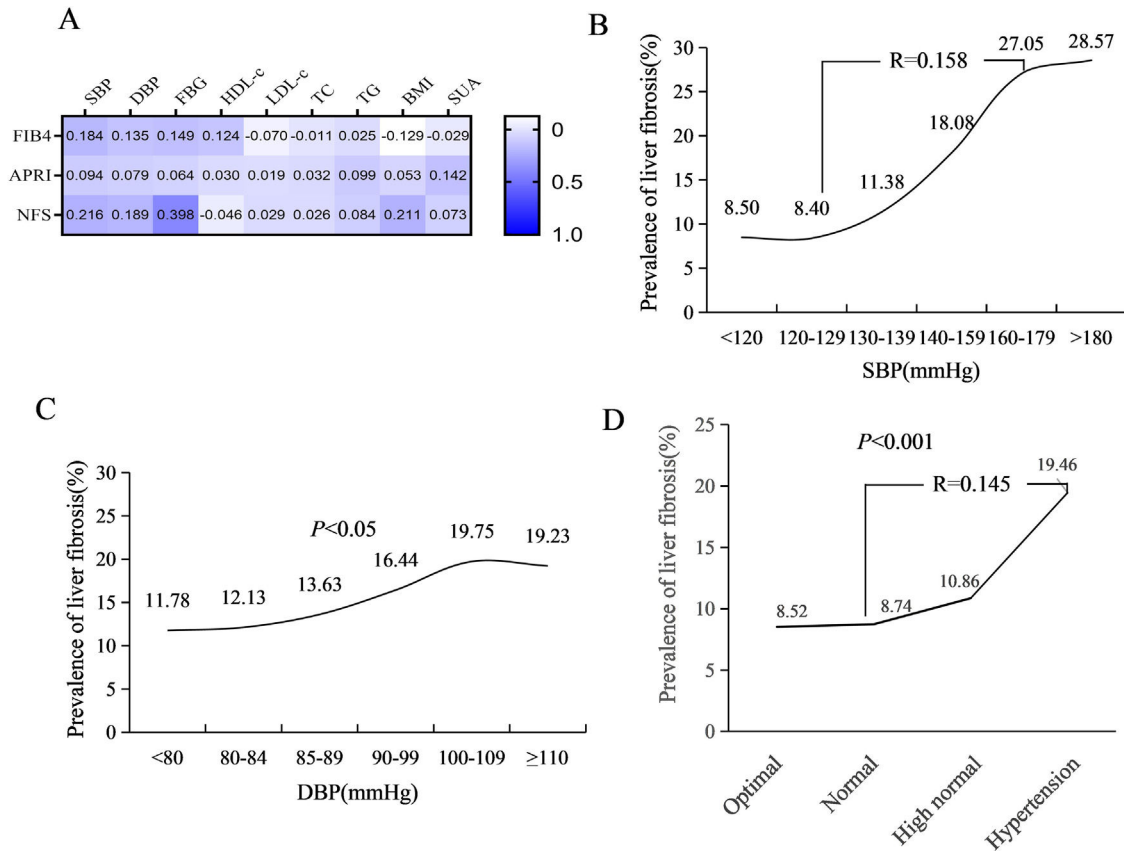 A
SBP DBP FBG HDL-c LDL-c TC TG BMI SUA
FIB4 0.184 0.135 0.149 0.124 -0.070 -0.011 0.025 -0.129 -0.029
APRI 0.094 0.079 0.064 0.030 0.019 0.032 0.099 0.053 0.142
NFS 0.216 0.189 0.398 -0.046 0.029 0.026 0.084 0.211 0.073
0
0.5
1.0
B
Prevalence of liver fibrosis(%)
30
25
20
15
10
5
0
8.50 8.40 11.38 18.08 27.05 28.57
R=0.158
<120 120-129 130-139 140-159 160-179 >180
SBP(mmHg)
C
Prevalence of liver fibrosis(%)
30
25
20
15
10
5
0
P<0.05
11.78 12.13 13.63 16.44 19.75 19.23
<80 80-84 85-89 90-99 100-109 ≥110
DBP(mmHg)
D
Prevalence of liver fibrosis(%)
25
20
15
10
5
0
P<0.001
R=0.145
8.52 8.74 10.86 19.46
Optimal Normal High normal Hypertension